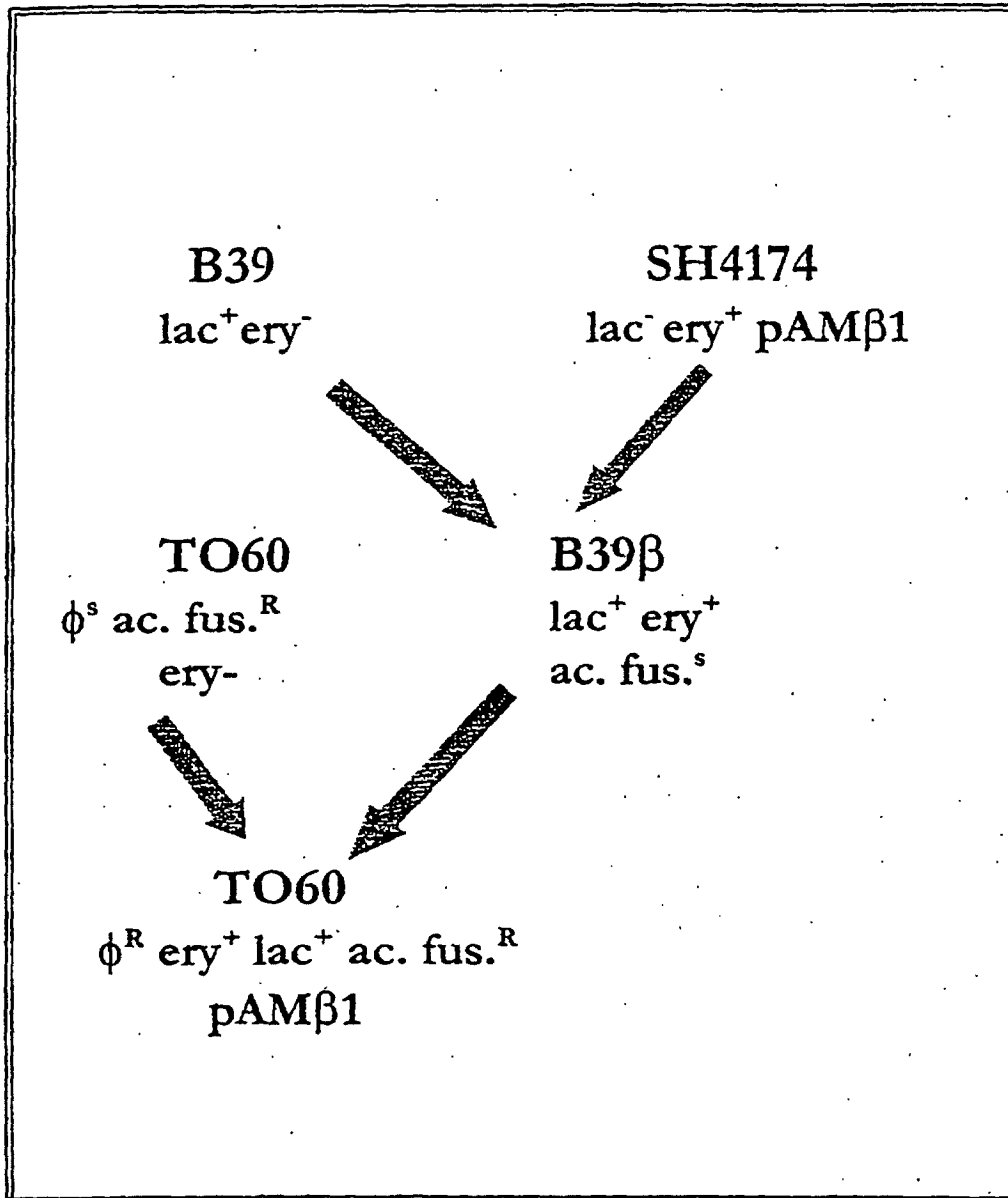 B39
lac⁺ery⁻
SH4174
lac⁻ ery⁺ pAMβ1
TO60
ϕˢ ac. fus.ᴿ
ery-
B39β
lac⁺ ery⁺
ac. fus.ˢ
TO60
ϕᴿ ery⁺ lac⁺ ac. fus.ᴿ
pAMβ1